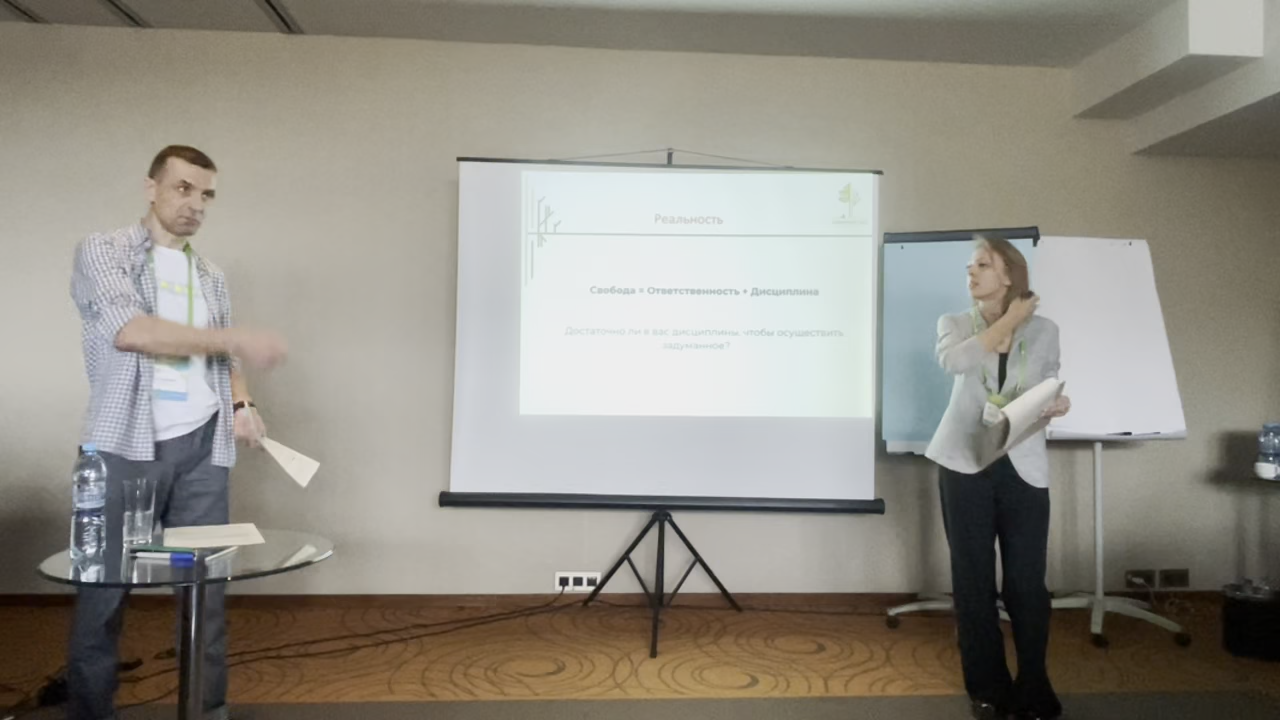 Реальность
Свобода = Ответственность + Дисциплина
Достаточно ли в вас дисциплины, чтобы осуществить
задуманное?